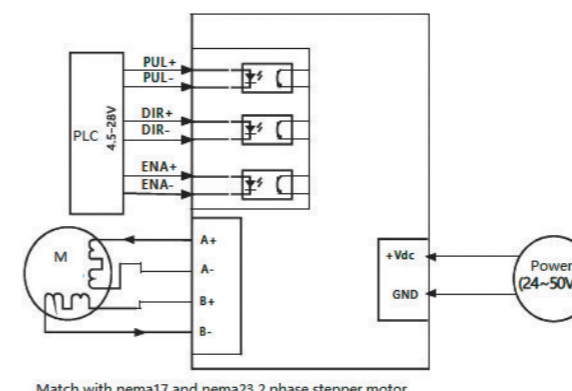 PUL+
PUL-
DIR+
DIR-
ENA+
ENA-
PLC
4.5-28V
M
A+
A-
B+
B-
+Vdc
GND
Power
(24~50V
Match with nema17 and nema23 2 phase stepper motor